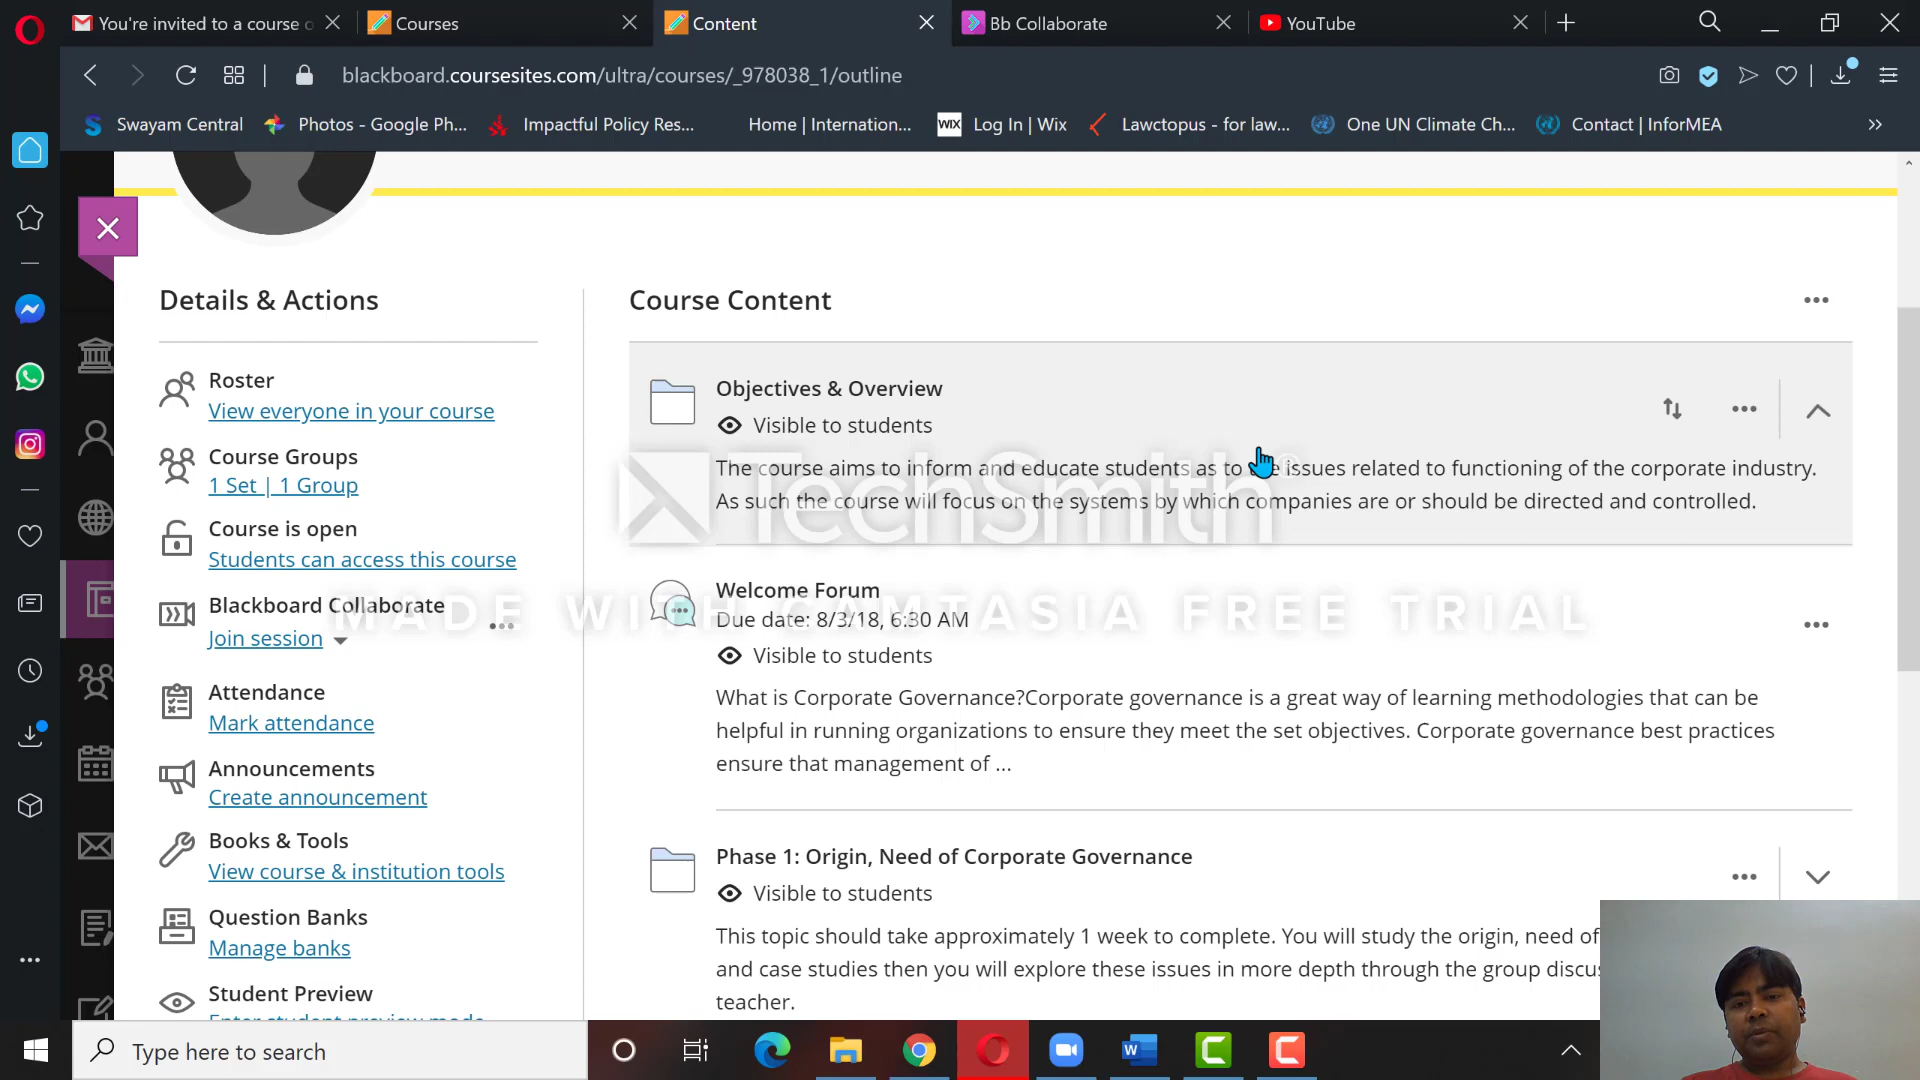 You're invited to a course o
Courses
Content
Bb Collaborate
YouTube
blackboard.coursesites.com/ultra/courses/_978038_1/outline
Swayam Central
Photos - Google Ph...
Impactful Policy Res...
Home | Internation...
WIX
Log In | Wix
Lawctopus - for law...
One UN Climate Ch...
Contact | InforMEA
Details & Actions
Roster
View everyone in your course
Course Groups
1 Set | 1 Group
Course is open
Students can access this course
Blackboard Collaborate
Join session
Attendance
Mark attendance
Announcements
Create announcement
Books & Tools
View course & institution tools
Question Banks
Manage banks
Student Preview
Enter student preview mode
Course Content
Objectives & Overview
Visible to students
The course aims to inform and educate students as to issues related to functioning of the corporate industry.
As such the course will focus on the systems by which companies are or should be directed and controlled.
TechSmith®
MADE WITH CAMTASIA FREE TRIAL
Welcome Forum
Due date: 8/3/18, 6:30 AM
Visible to students
What is Corporate Governance?Corporate governance is a great way of learning methodologies that can be
helpful in running organizations to ensure they meet the set objectives. Corporate governance best practices
ensure that management of ...
Phase 1: Origin, Need of Corporate Governance
Visible to students
This topic should take approximately 1 week to complete. You will study the origin, need of
and case studies then you will explore these issues in more depth through the group discu
teacher.
Type here to search